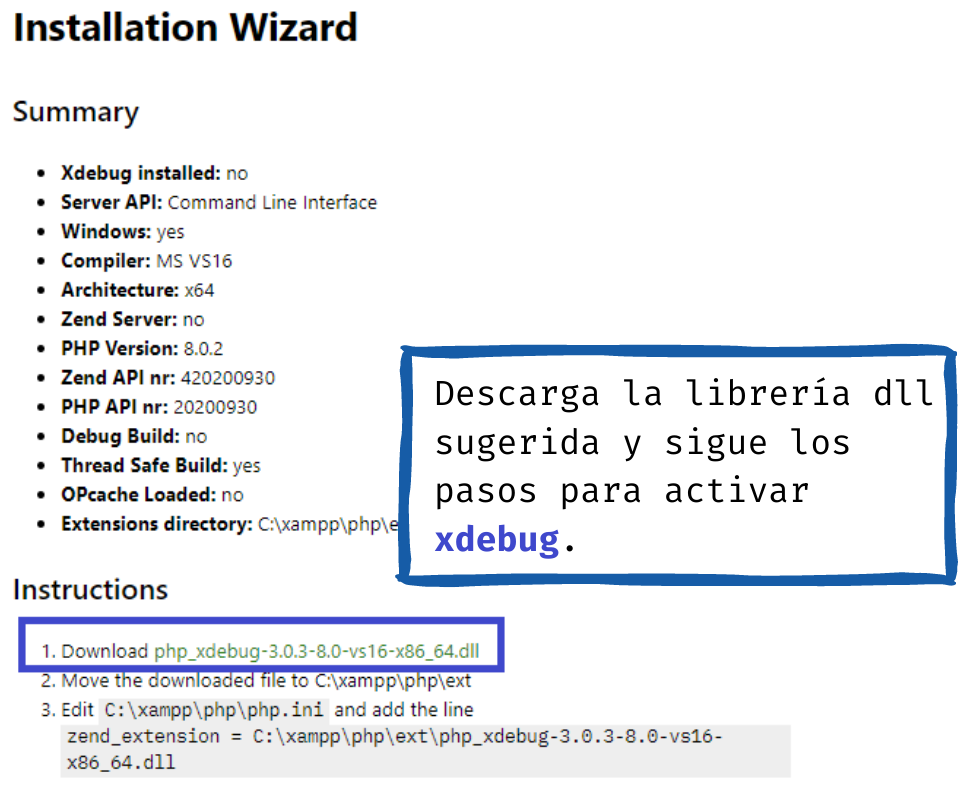 Installation Wizard
Summary
• Xdebug installed: no
• Server API: Command Line Interface
• Windows: yes
• Compiler: MS VS16
• Architecture: x64
• Zend Server: no
• PHP Version: 8.0.2
• Zend API nr: 420200930
• PHP API nr: 20200930
• Debug Build: no
• Thread Safe Build: yes
• OPcache Loaded: no
• Extensions directory: C:\xampp\php\e
Descarga la librería dll
sugerida y sigue los
pasos para activar
xdebug.
Instructions
1. Download php_xdebug-3.0.3-8.0-vs16-x86_64.dll
2. Move the downloaded file to C:\xampp\php\ext
3. Edit C:\xampp\php\php.ini and add the line
zend_extension = C:\xampp\php\ext\php_xdebug-3.0.3-8.0-vs16-
x86_64.dll